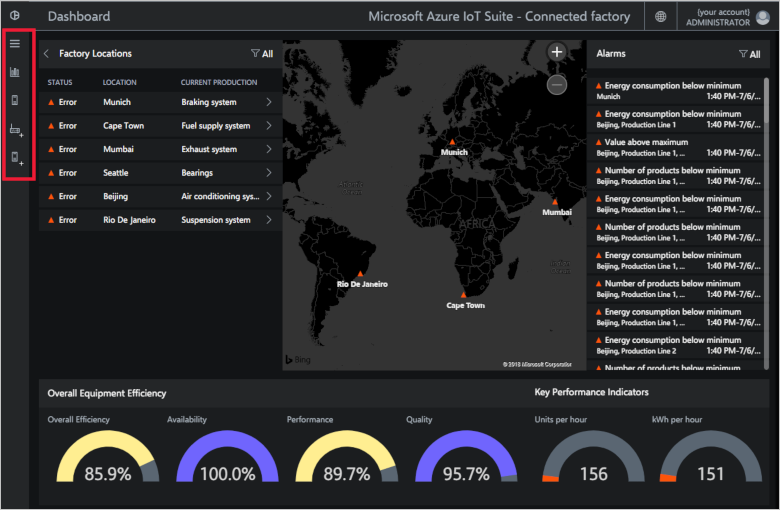 Dashboard
Microsoft Azure IoT Suite - Connected factory
(your account)
ADMINISTRATOR
Factory Locations
All
STATUS LOCATION CURRENT PRODUCTION
Error Munich Braking system
Error Cape Town Fuel supply system
Error Mumbai Exhaust system
Error Seattle Bearings
Error Beijing Air conditioning sys...
Error Rio De Janeiro Suspension system
Munich
AFRICA
Mumbai
Rio De Janeiro
Cape Town
Bing
© 2018 Microsoft Corporation
Alarms
All
Energy consumption below minimum
Munich 1:40 PM-7/6/...
Energy consumption below minimum
Beijing, Production Line 1 1:40 PM-7/6/...
Value above maximum
Beijing, Production Line 1, ... 1:40 PM-7/6/...
Number of products below minimum
Beijing, Production Line 1, ... 1:40 PM-7/6/...
Energy consumption below minimum
Beijing, Production Line 1, ... 1:40 PM-7/6/...
Number of products below minimum
Beijing, Production Line 1, ... 1:40 PM-7/6/...
Energy consumption below minimum
Beijing, Production Line 1, ... 1:40 PM-7/6/...
Number of products below minimum
Beijing, Production Line 1, ... 1:40 PM-7/6/...
Energy consumption below minimum
Beijing, Production Line 1, ... 1:40 PM-7/6/...
Energy consumption below minimum
Beijing, Production Line 2 1:40 PM-7/6/...
Number of products below minimum
Overall Equipment Efficiency
Key Performance Indicators
Overall Efficiency
85.9%
Availability
100.0%
Performance
89.7%
Quality
95.7%
Units per hour
156
kWh per hour
151